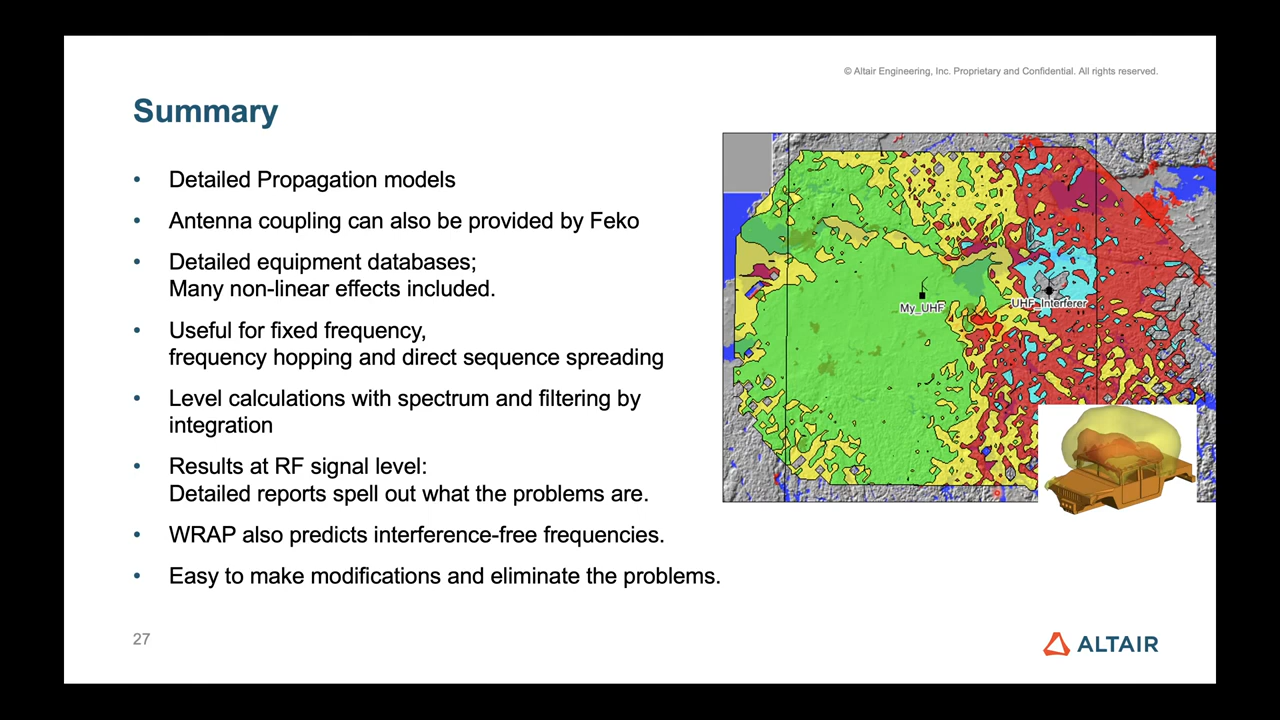 © Altair Engineering, Inc. Proprietary and Confidential. All rights reserved.
Summary
• Detailed Propagation models
• Antenna coupling can also be provided by Feko
• Detailed equipment databases;
Many non-linear effects included.
• Useful for fixed frequency,
frequency hopping and direct sequence spreading
• Level calculations with spectrum and filtering by
integration
• Results at RF signal level:
Detailed reports spell out what the problems are.
• WRAP also predicts interference-free frequencies.
• Easy to make modifications and eliminate the problems.
My_UHF
UHF_Interferer
27
ALTAIR